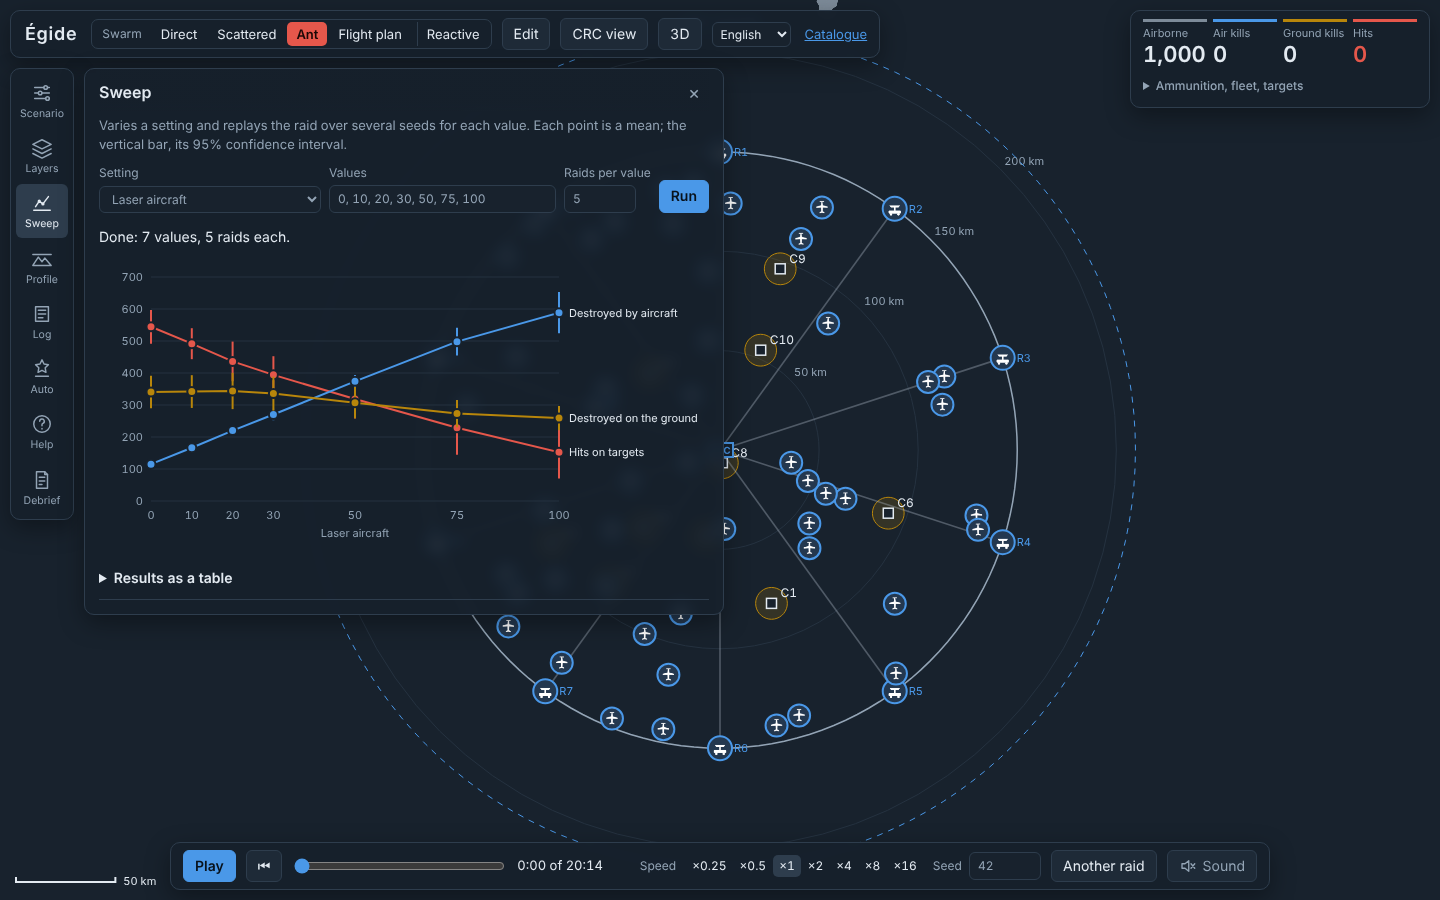 Égide
Swarm Direct Scattered Ant Flight plan Reactive Edit CRC view 3D English Catalogue
Airborne Air kills Ground kills Hits
1,000 0 0 0
Ammunition, fleet, targets
Scenario
Layers
Sweep
Profile
Log
Auto
Help
Debrief
Sweep ×
Varies a setting and replays the raid over several seeds for each value. Each point is a mean; the
vertical bar, its 95% confidence interval.
Setting Values Raids per value
Laser aircraft 0, 10, 20, 30, 50, 75, 100 5 Run
Done: 7 values, 5 raids each.
700
600
500
400
300
200
100
0
Destroyed by aircraft
Destroyed on the ground
Hits on targets
0 10 20 30 50 75 100
Laser aircraft
Results as a table
R1
R2
R3
R4
R5
R7
C9
C10
C8
C
C6
C1
200 km
150 km
100 km
50 km
50 km
Play 0:00 of 20:14 Speed ×0.25 ×0.5 ×1 ×2 ×4 ×8 ×16 Seed 42 Another raid Sound